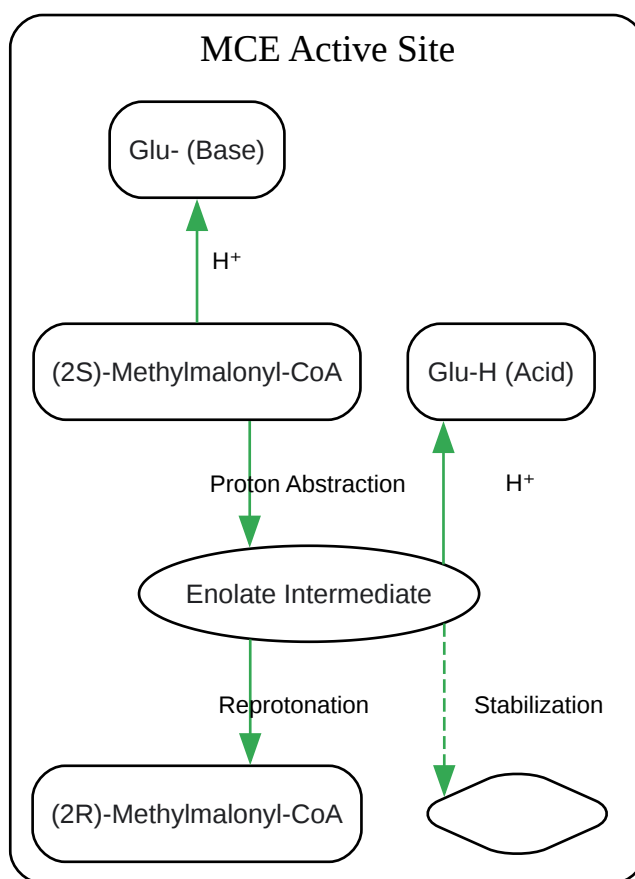 MCE Active Site
Glu- (Base)
H⁺
(2S)-Methylmalonyl-CoA
Glu-H (Acid)
Proton Abstraction
H⁺
Enolate Intermediate
Reprotonation
Stabilization
(2R)-Methylmalonyl-CoA